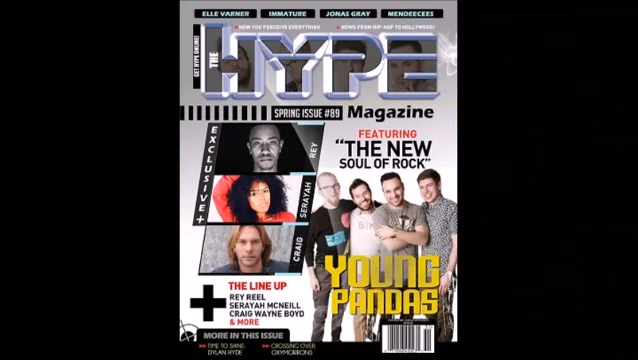 ELLE VARNER
IMMATURE
JONAS GRAY
MENDEECEES
HOW YOU PERCEIVE EVERYTHING
NEWS FROM HIP-HOP TO HOLLYWOOD!
GET HYPE ONLINE!
THE
HYPE
SPRING ISSUE #89
Magazine
EXCLUSIVE+
REY
SERAYAH
CRAIG
FEATURING
"THE NEW
SOUL OF ROCK"
YOUNG
PANDAS
+
THE LINE UP
REY REEL
SERAYAH MCNEILL
CRAIG WAYNE BOYD
& MORE
MORE IN THIS ISSUE
TIME TO SHINE,
DYLAN HYDE
CROSSING OVER
OXYMORRONS